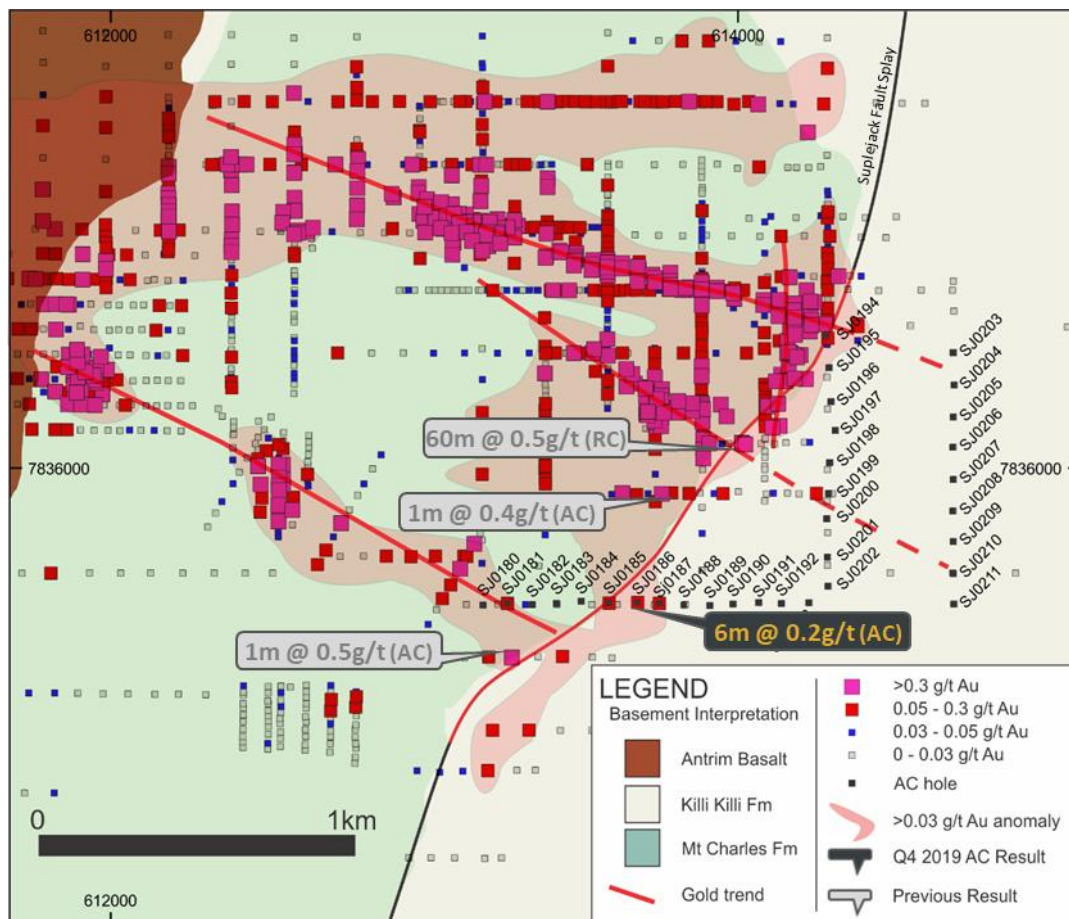 612000
614000
Suplejack Fault Splay
SJ0194
SJ0195
SJ0196
SJ0197
SJ0198
SJ0199
SJ0200
SJ0201
SJ0202
SJ0203
SJ0204
SJ0205
SJ0206
SJ0207
SJ0208
SJ0209
SJ0210
SJ0211
60m @ 0.5g/t (RC)
7836000
7836000
1m @ 0.4g/t (AC)
SJ0180
SJ0181
SJ0182
SJ0183
SJ0184
SJ0185
SJ0186
SJ0187
SJ0188
SJ0189
SJ0190
SJ0191
SJ0192
6m @ 0.2g/t (AC)
1m @ 0.5g/t (AC)
LEGEND
Basement Interpretation
Antrim Basalt
Killi Killi Fm
Mt Charles Fm
Gold trend
>0.3 g/t Au
0.05 - 0.3 g/t Au
0.03 - 0.05 g/t Au
0 - 0.03 g/t Au
AC hole
>0.03 g/t Au anomaly
Q4 2019 AC Result
Previous Result
0 1km
612000